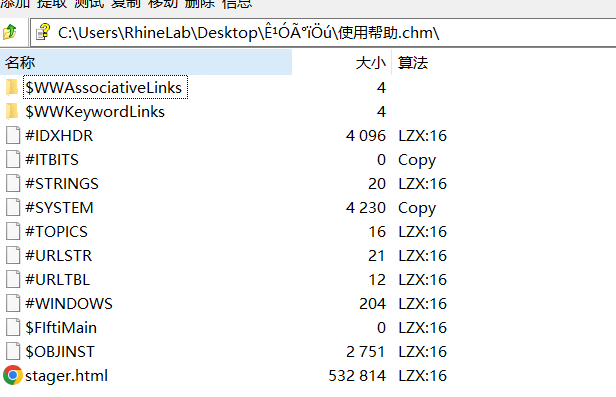 添加 提取 测试 复制 移动 删除 信息
C:\Users\RhineLab\Desktop\Ê¹ÓÃ°ïÖú\使用帮助.chm\
名称 大小 算法
$WWAssociativeLinks 4
$WWKeywordLinks 4
#IDXHDR 4 096 LZX:16
#ITBITS 0 Copy
#STRINGS 20 LZX:16
#SYSTEM 4 230 Copy
#TOPICS 16 LZX:16
#URLSTR 21 LZX:16
#URLTBL 12 LZX:16
#WINDOWS 204 LZX:16
$FIftiMain 0 LZX:16
$OBJINST 2 751 LZX:16
stager.html 532 814 LZX:16